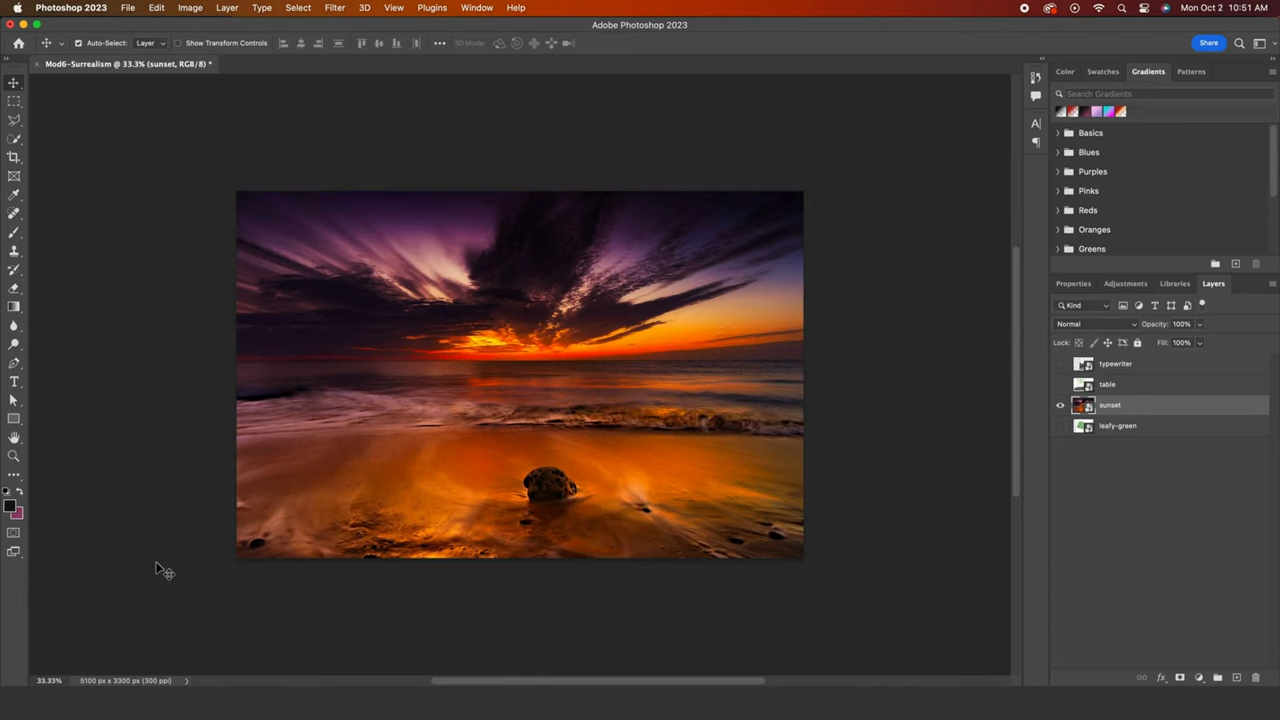 Photoshop 2023 File Edit Image Layer Type Select Filter 3D View Plugins Window Help Mon Oct 2 10:51 AM
Adobe Photoshop 2023
Auto-Select: Layer Show Transform Controls 3D Mode: Share
Mod6-Surrealism @ 33.3% (sunset, RGB/8) *
Color Swatches Gradients Patterns
Search Gradients
Basics
Blues
Purples
Pinks
Reds
Oranges
Greens
Properties Adjustments Libraries Layers
Kind
Normal Opacity: 100%
Lock: Fill: 100%
typewriter
table
sunset
leafy-green
33.33% 5100 px x 3300 px (300 ppi)